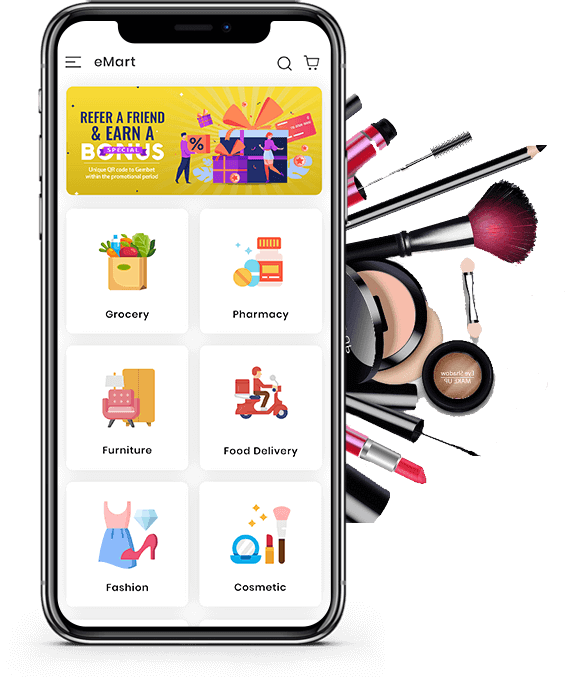 eMart
REFER A FRIEND
& EARN A
SPECIAL
BONUS
Unique QR code to Geenbot
within the promotional period
%
Grocery
Pharmacy
Furniture
Food Delivery
Fashion
Cosmetic
Eye Shadow
MAKE UP